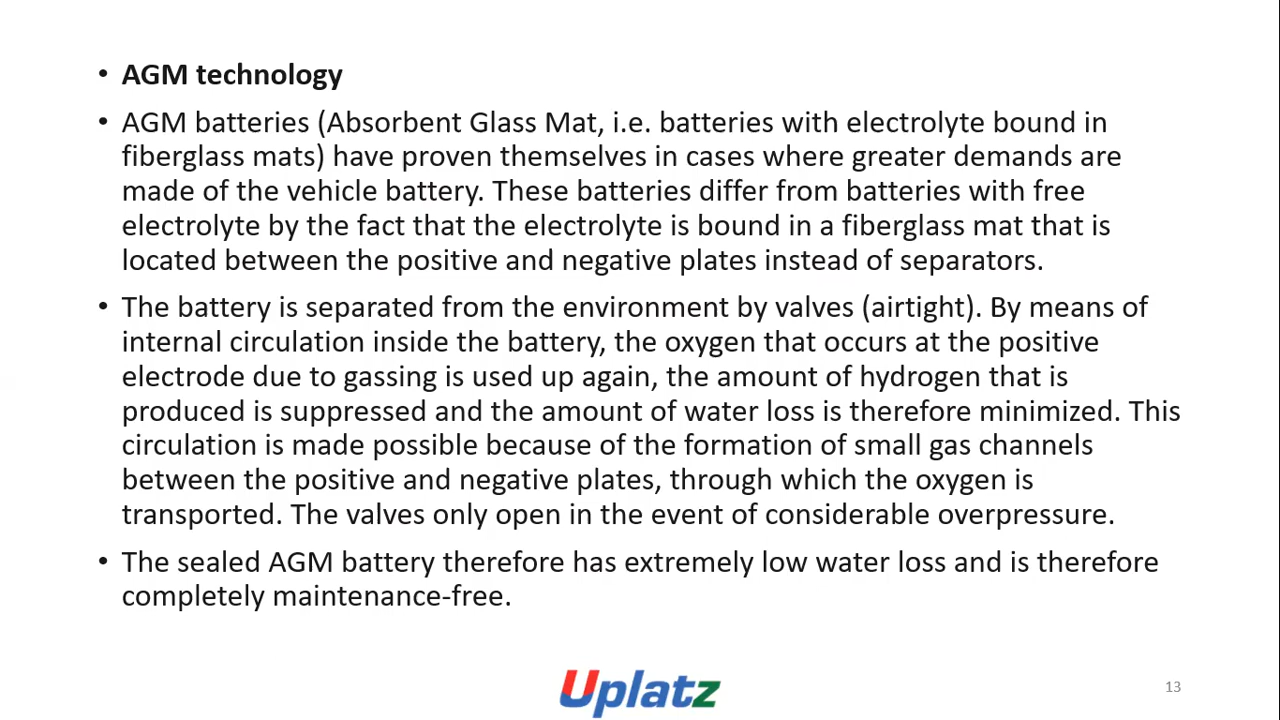 • AGM technology
• AGM batteries (Absorbent Glass Mat, i.e. batteries with electrolyte bound in
fiberglass mats) have proven themselves in cases where greater demands are
made of the vehicle battery. These batteries differ from batteries with free
electrolyte by the fact that the electrolyte is bound in a fiberglass mat that is
located between the positive and negative plates instead of separators.
• The battery is separated from the environment by valves (airtight). By means of
internal circulation inside the battery, the oxygen that occurs at the positive
electrode due to gassing is used up again, the amount of hydrogen that is
produced is suppressed and the amount of water loss is therefore minimized. This
circulation is made possible because of the formation of small gas channels
between the positive and negative plates, through which the oxygen is
transported. The valves only open in the event of considerable overpressure.
• The sealed AGM battery therefore has extremely low water loss and is therefore
completely maintenance-free.
Uplatz
13